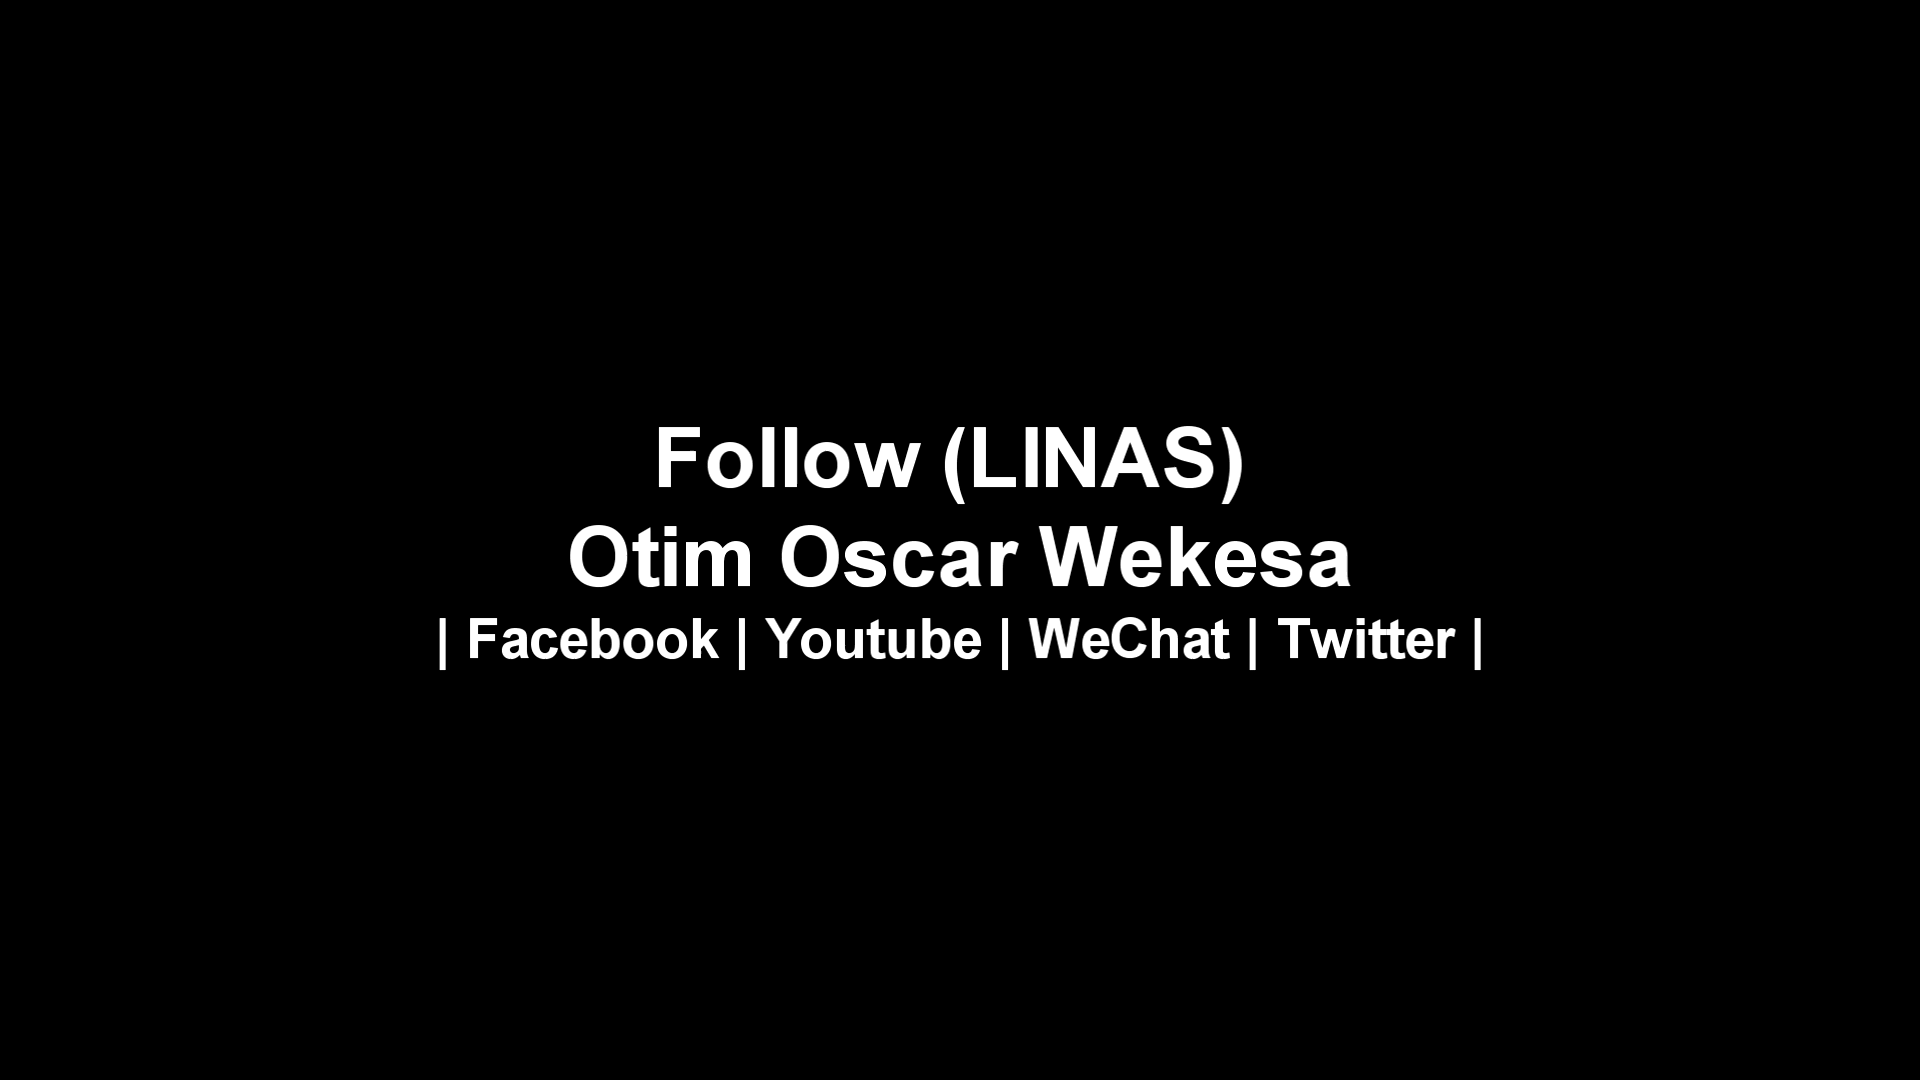 Follow (LINAS)
Otim Oscar Wekesa
| Facebook | Youtube | WeChat | Twitter |